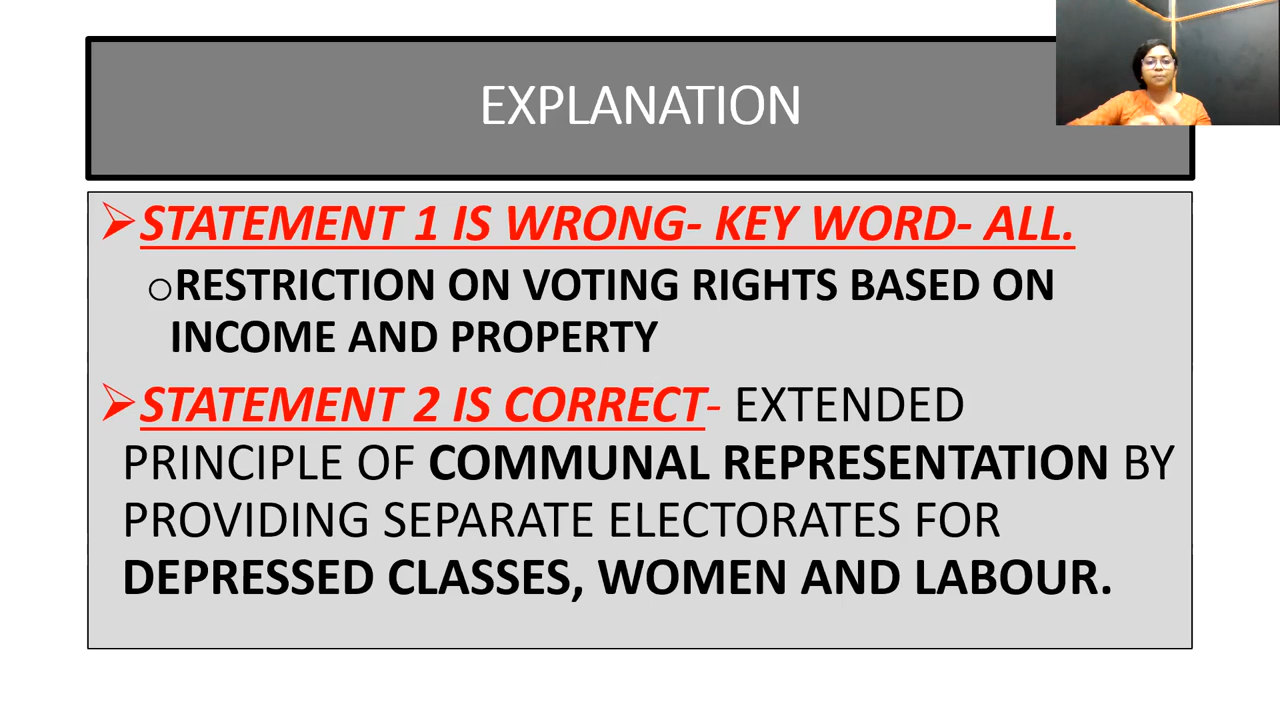 EXPLANATION
STATEMENT 1 IS WRONG- KEY WORD- ALL.
RESTRICTION ON VOTING RIGHTS BASED ON
INCOME AND PROPERTY
STATEMENT 2 IS CORRECT- EXTENDED
PRINCIPLE OF COMMUNAL REPRESENTATION BY
PROVIDING SEPARATE ELECTORATES FOR
DEPRESSED CLASSES, WOMEN AND LABOUR.